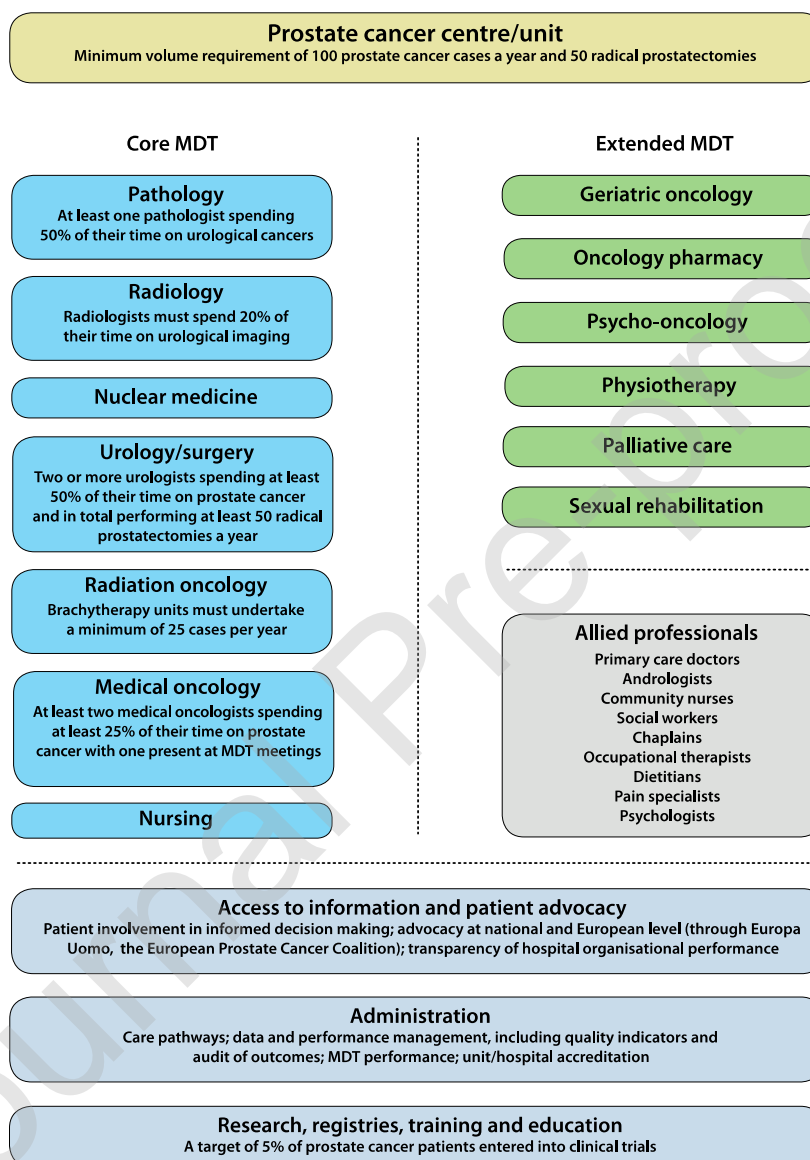 Prostate cancer centre/unit
Minimum volume requirement of 100 prostate cancer cases a year and 50 radical prostatectomies
Core MDT
Pathology
At least one pathologist spending
50% of their time on urological cancers
Radiology
Radiologists must spend 20% of
their time on urological imaging
Nuclear medicine
Urology/surgery
Two or more urologists spending at least
50% of their time on prostate cancer
and in total performing at least 50 radical
prostatectomies a year
Radiation oncology
Brachytherapy units must undertake
a minimum of 25 cases per year
Medical oncology
At least two medical oncologists spending
at least 25% of their time on prostate
cancer with one present at MDT meetings
Nursing
Extended MDT
Geriatric oncology
Oncology pharmacy
Psycho-oncology
Physiotherapy
Palliative care
Sexual rehabilitation
Allied professionals
Primary care doctors
Andrologists
Community nurses
Social workers
Chaplains
Occupational therapists
Dietitians
Pain specialists
Psychologists
Access to information and patient advocacy
Patient involvement in informed decision making; advocacy at national and European level (through Europa
Uomo, the European Prostate Cancer Coalition); transparency of hospital organisational performance
Administration
Care pathways; data and performance management, including quality indicators and
audit of outcomes; MDT performance; unit/hospital accreditation
Research, registries, training and education
A target of 5% of prostate cancer patients entered into clinical trials
Journal Pre-proo